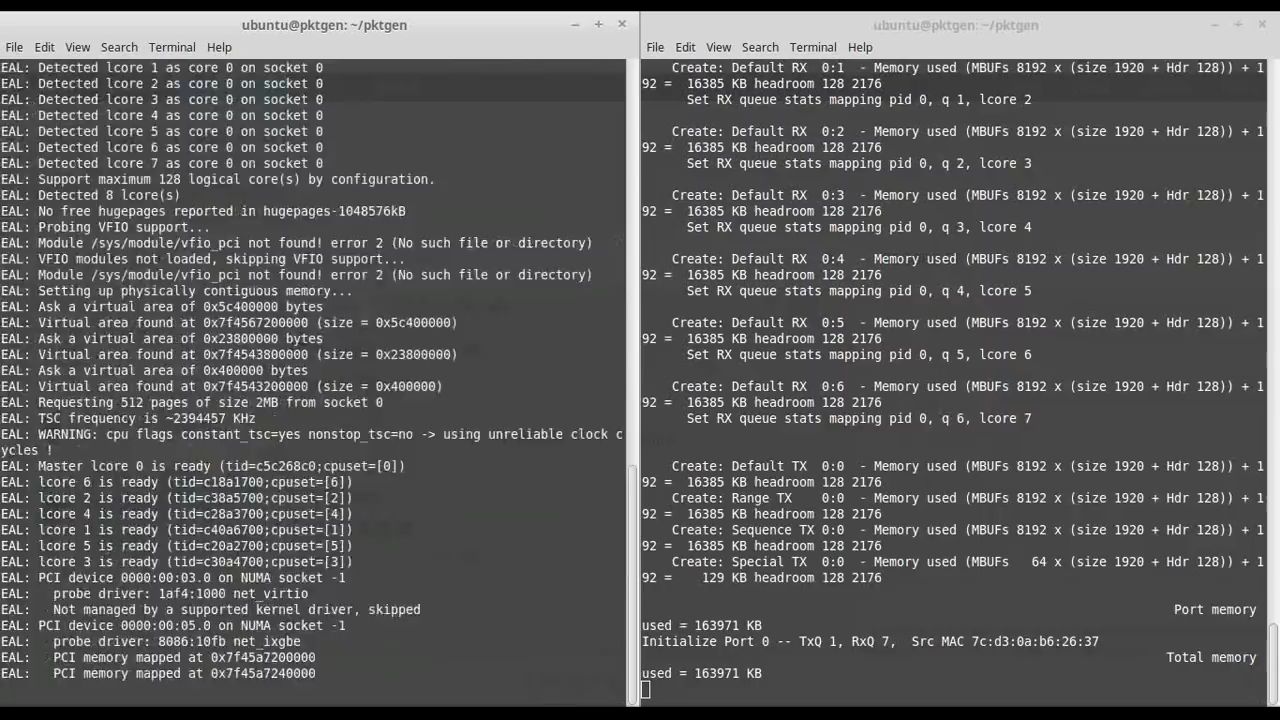 ubuntu@pktgen: ~/pktgen
File Edit View Search Terminal Help
EAL: Detected lcore 1 as core 0 on socket 0
EAL: Detected lcore 2 as core 0 on socket 0
EAL: Detected lcore 3 as core 0 on socket 0
EAL: Detected lcore 4 as core 0 on socket 0
EAL: Detected lcore 5 as core 0 on socket 0
EAL: Detected lcore 6 as core 0 on socket 0
EAL: Detected lcore 7 as core 0 on socket 0
EAL: Support maximum 128 logical core(s) by configuration.
EAL: Detected 8 lcore(s)
EAL: No free hugepages reported in hugepages-1048576kB
EAL: Probing VFIO support...
EAL: Module /sys/module/vfio_pci not found! error 2 (No such file or directory)
EAL: VFIO modules not loaded, skipping VFIO support...
EAL: Module /sys/module/vfio_pci not found! error 2 (No such file or directory)
EAL: Setting up physically contiguous memory...
EAL: Ask a virtual area of 0x5c400000 bytes
EAL: Virtual area found at 0x7f4567200000 (size = 0x5c400000)
EAL: Ask a virtual area of 0x23800000 bytes
EAL: Virtual area found at 0x7f4543800000 (size = 0x23800000)
EAL: Ask a virtual area of 0x400000 bytes
EAL: Virtual area found at 0x7f4543200000 (size = 0x400000)
EAL: Requesting 512 pages of size 2MB from socket 0
EAL: TSC frequency is ~2394457 KHz
EAL: WARNING: cpu flags constant_tsc=yes nonstop_tsc=no -> using unreliable clock c
ycles !
EAL: Master lcore 0 is ready (tid=c5c268c0;cpuset=[0])
EAL: lcore 6 is ready (tid=c18a1700;cpuset=[6])
EAL: lcore 2 is ready (tid=c38a5700;cpuset=[2])
EAL: lcore 4 is ready (tid=c28a3700;cpuset=[4])
EAL: lcore 1 is ready (tid=c40a6700;cpuset=[1])
EAL: lcore 5 is ready (tid=c20a2700;cpuset=[5])
EAL: lcore 3 is ready (tid=c30a4700;cpuset=[3])
EAL: PCI device 0000:00:03.0 on NUMA socket -1
EAL:   probe driver: 1af4:1000 net_virtio
EAL:   Not managed by a supported kernel driver, skipped
EAL: PCI device 0000:00:05.0 on NUMA socket -1
EAL:   probe driver: 8086:10fb net_ixgbe
EAL:   PCI memory mapped at 0x7f45a7200000
EAL:   PCI memory mapped at 0x7f45a7240000
ubuntu@pktgen: ~/pktgen
File Edit View Search Terminal Help
Create: Default RX  0:1  - Memory used (MBUFs 8192 x (size 1920 + Hdr 128)) + 1
92 =  16385 KB headroom 128 2176
Set RX queue stats mapping pid 0, q 1, lcore 2
Create: Default RX  0:2  - Memory used (MBUFs 8192 x (size 1920 + Hdr 128)) + 1
92 =  16385 KB headroom 128 2176
Set RX queue stats mapping pid 0, q 2, lcore 3
Create: Default RX  0:3  - Memory used (MBUFs 8192 x (size 1920 + Hdr 128)) + 1
92 =  16385 KB headroom 128 2176
Set RX queue stats mapping pid 0, q 3, lcore 4
Create: Default RX  0:4  - Memory used (MBUFs 8192 x (size 1920 + Hdr 128)) + 1
92 =  16385 KB headroom 128 2176
Set RX queue stats mapping pid 0, q 4, lcore 5
Create: Default RX  0:5  - Memory used (MBUFs 8192 x (size 1920 + Hdr 128)) + 1
92 =  16385 KB headroom 128 2176
Set RX queue stats mapping pid 0, q 5, lcore 6
Create: Default RX  0:6  - Memory used (MBUFs 8192 x (size 1920 + Hdr 128)) + 1
92 =  16385 KB headroom 128 2176
Set RX queue stats mapping pid 0, q 6, lcore 7
Create: Default TX  0:0  - Memory used (MBUFs 8192 x (size 1920 + Hdr 128)) + 1
92 =  16385 KB headroom 128 2176
Create: Range TX    0:0  - Memory used (MBUFs 8192 x (size 1920 + Hdr 128)) + 1
92 =  16385 KB headroom 128 2176
Create: Sequence TX 0:0  - Memory used (MBUFs 8192 x (size 1920 + Hdr 128)) + 1
92 =  16385 KB headroom 128 2176
Create: Special TX  0:0  - Memory used (MBUFs   64 x (size 1920 + Hdr 128)) + 1
92 =    129 KB headroom 128 2176
Port memory
used = 163971 KB
Initialize Port 0 -- TxQ 1, RxQ 7,  Src MAC 7c:d3:0a:b6:26:37
Total memory
used = 163971 KB